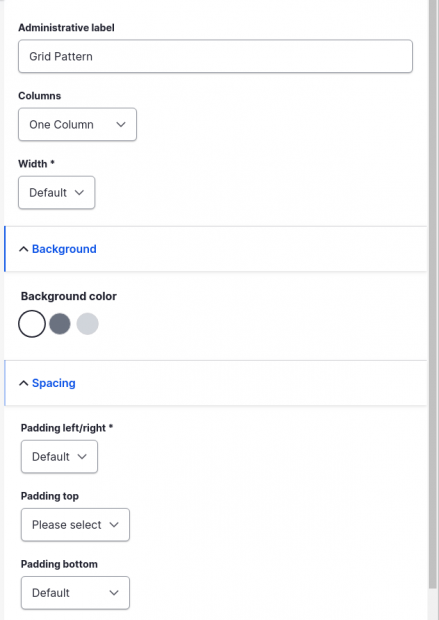 Administrative label
Grid Pattern
Columns
One Column
Width *
Default
Background
Background color
Spacing
Padding left/right *
Default
Padding top
Please select
Padding bottom
Default